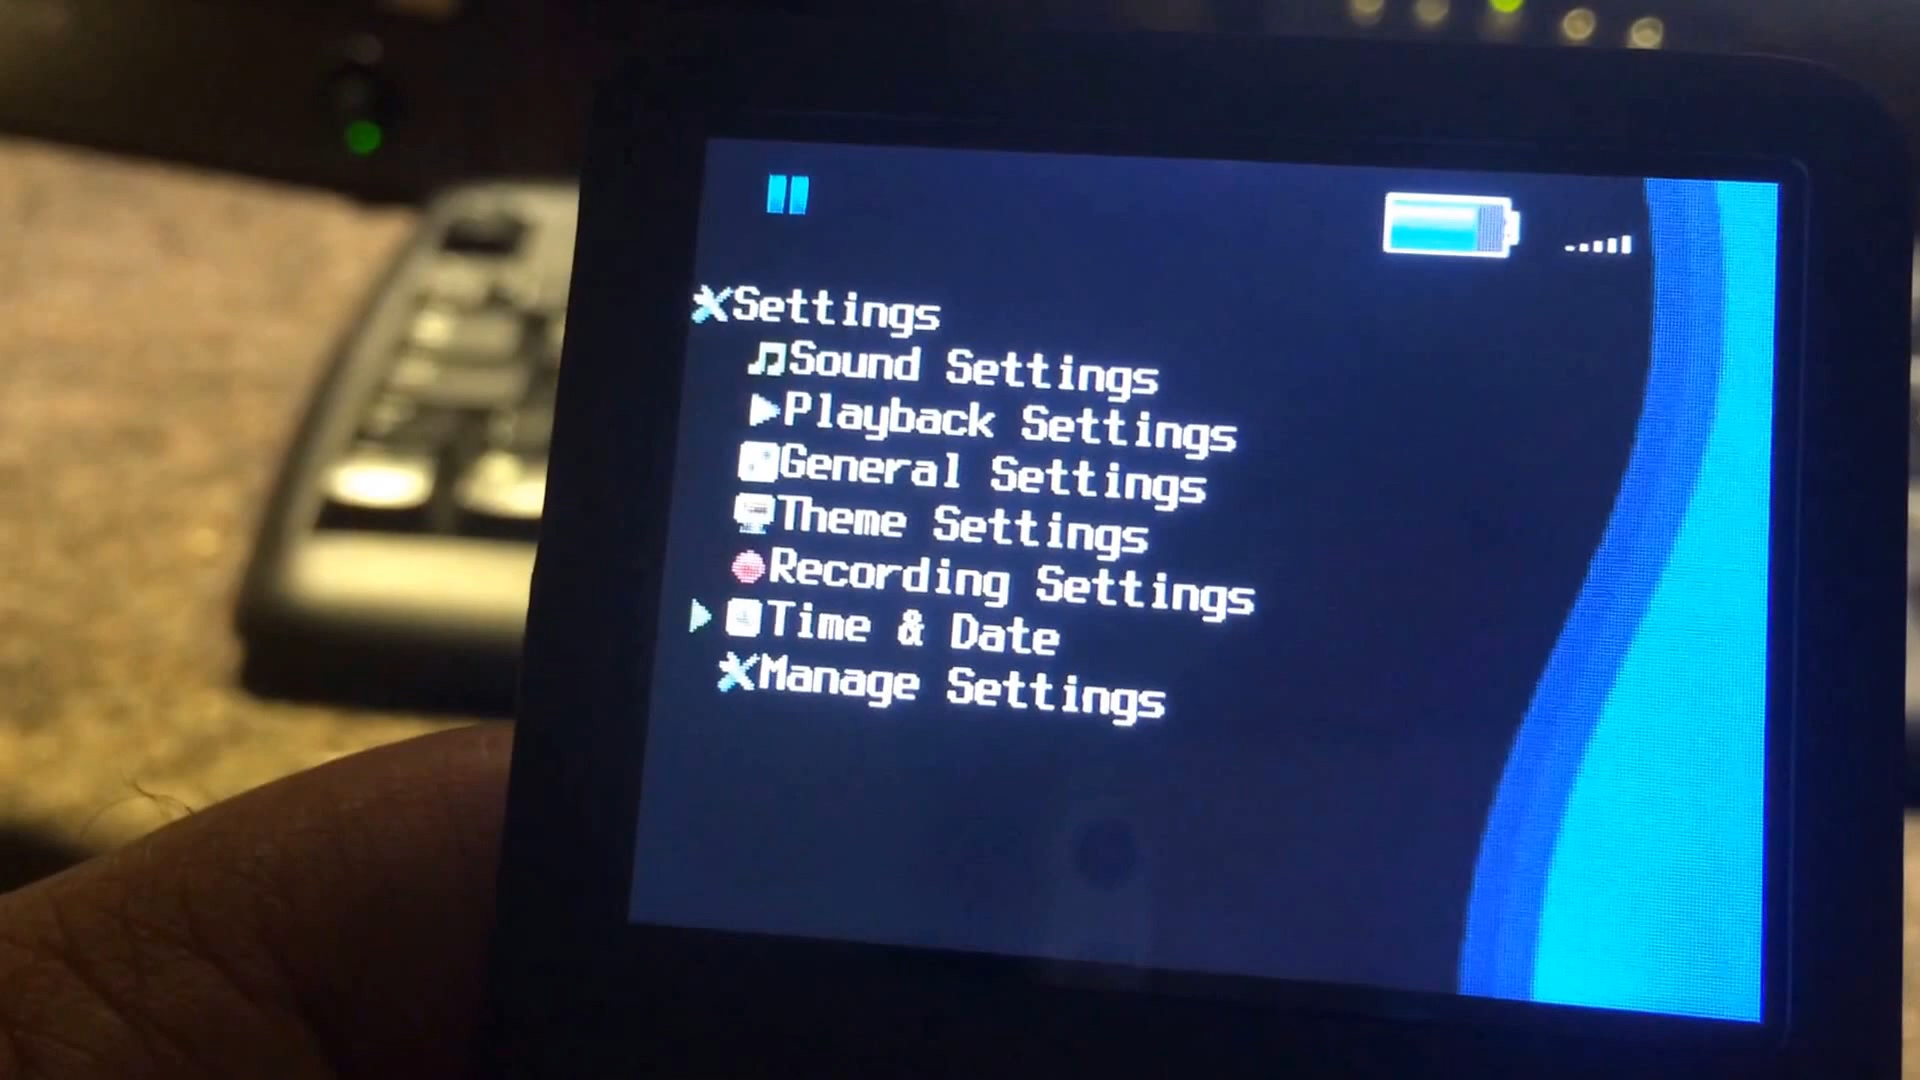 Settings
Sound Settings
Playback Settings
General Settings
Theme Settings
Recording Settings
Time & Date
Manage Settings